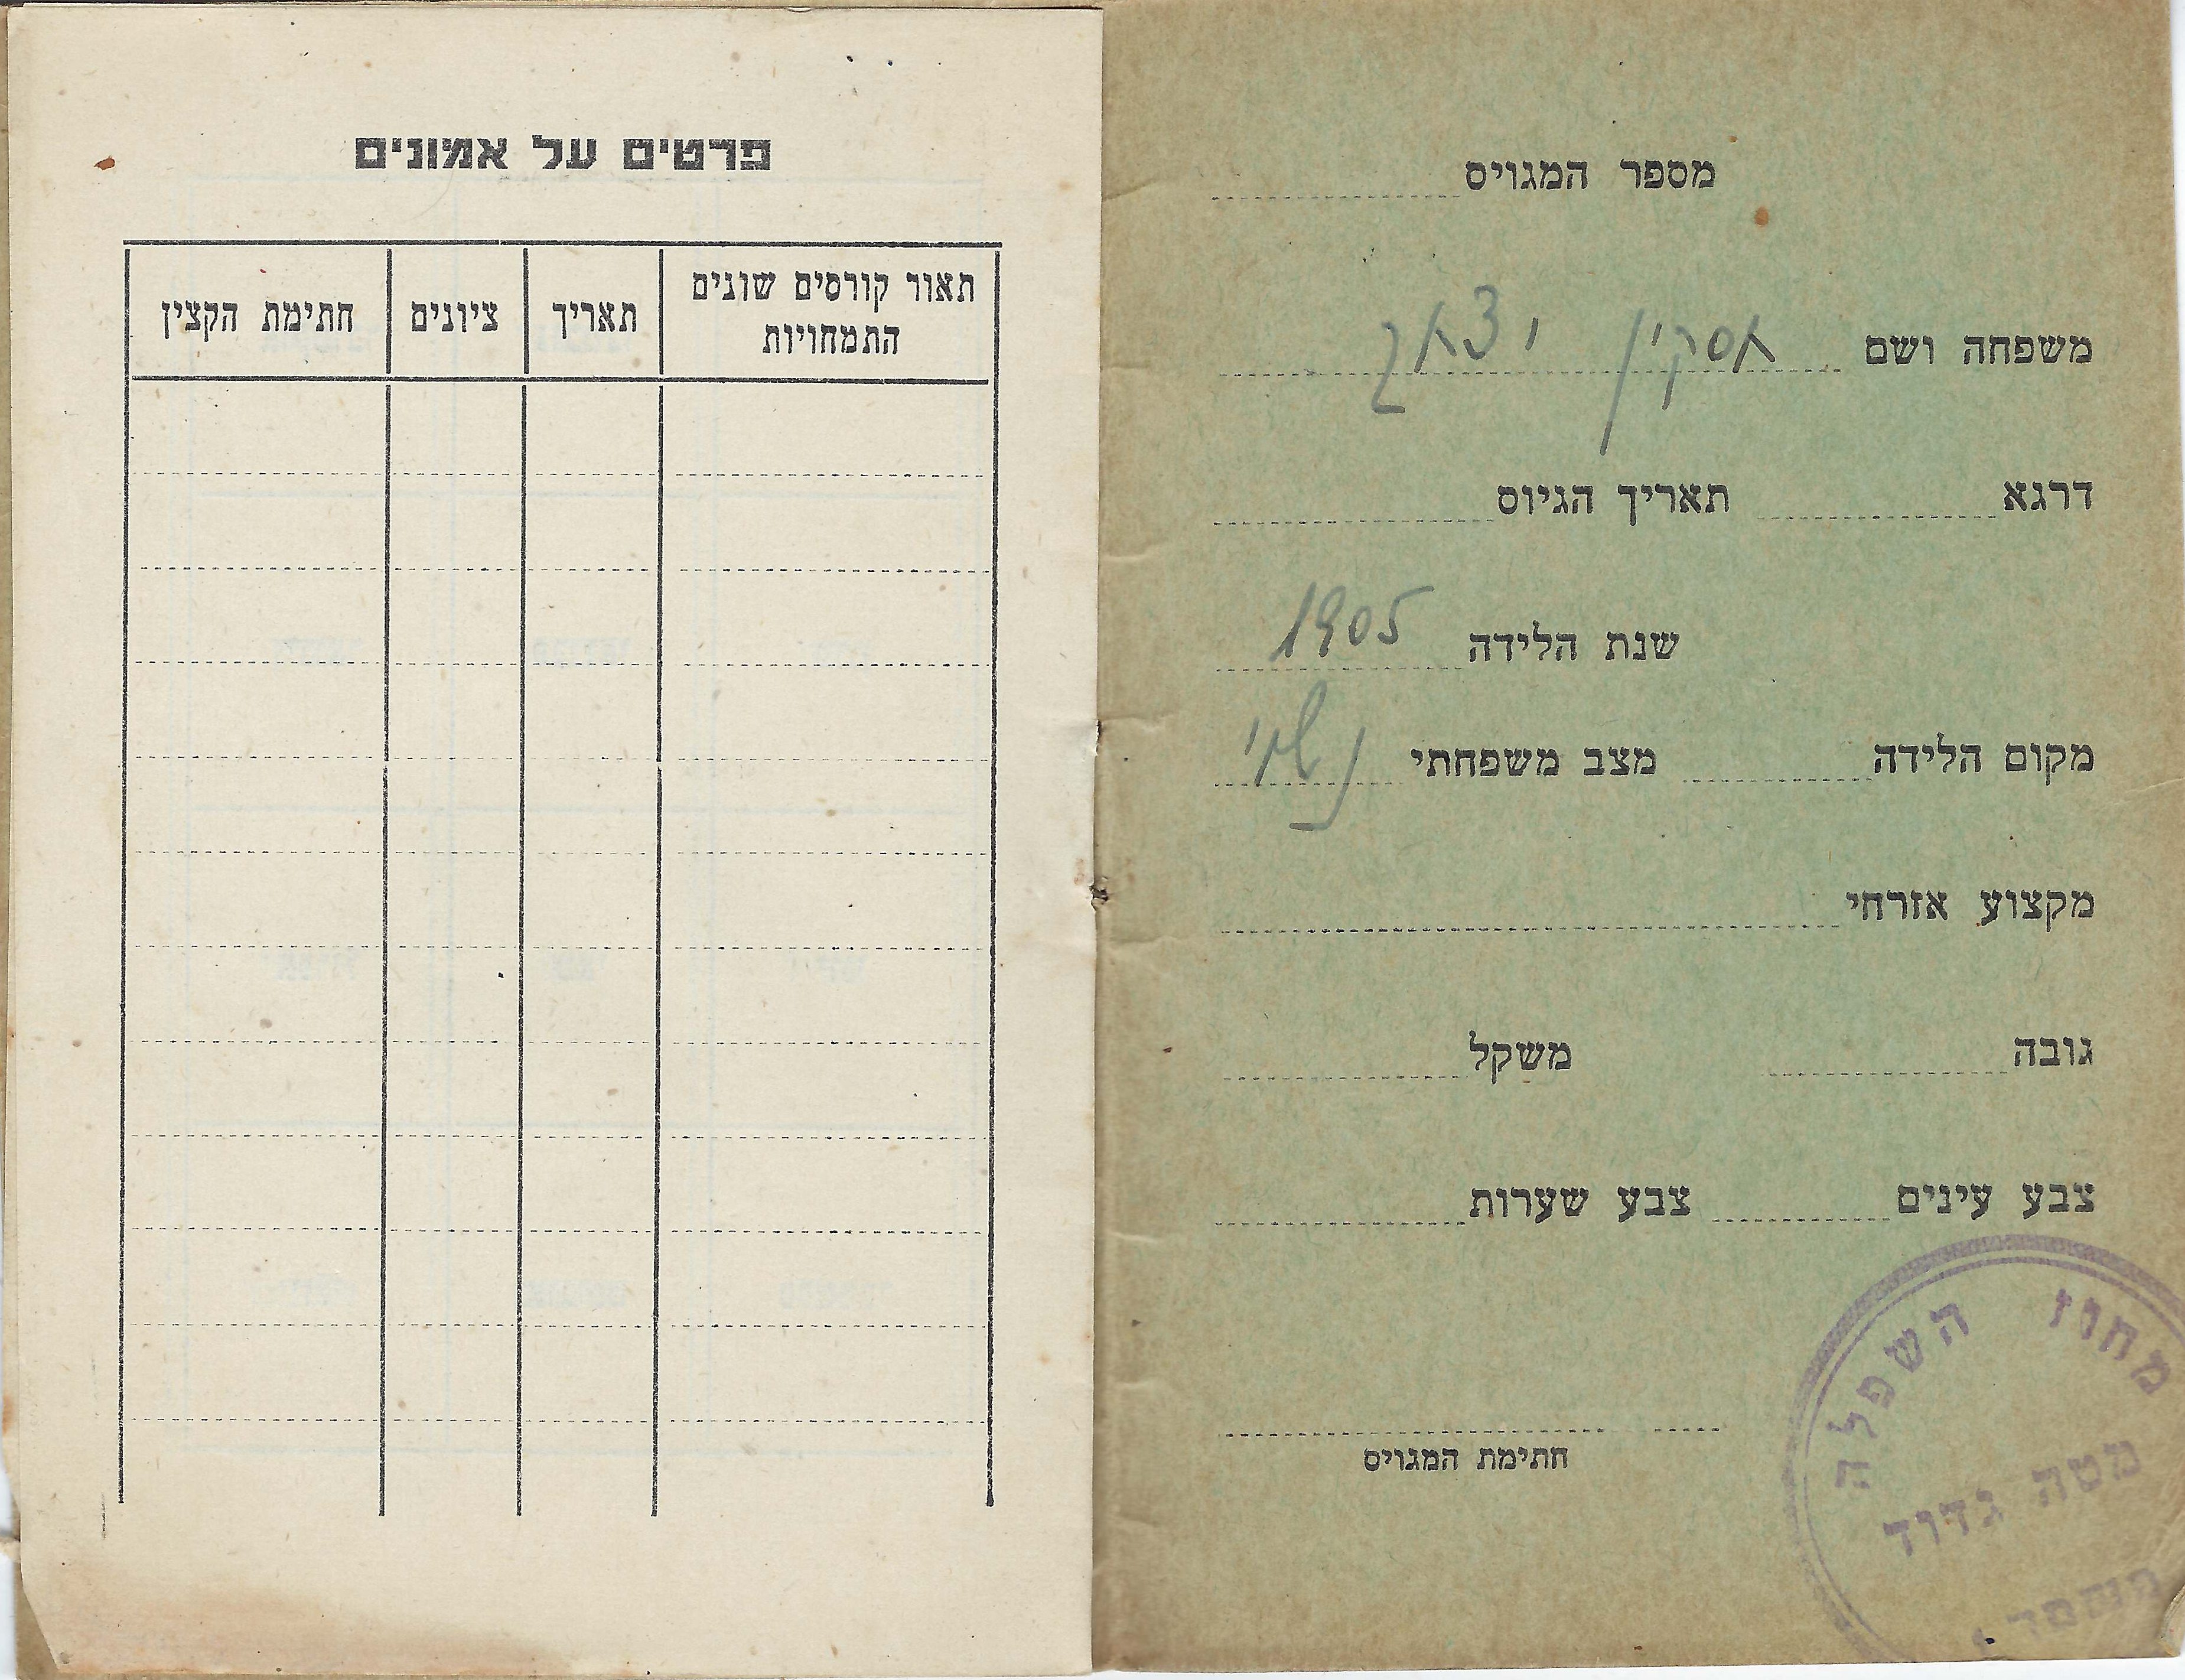 מספר המגויס
משפחה ושם אסקין יצחק
דרגא תאריך הגיוס
שנת הלידה 1905
מקום הלידה מצב משפחתי נשוי
מקצוע אזרחי
גובה משקל
צבע עינים צבע שערות
חתימת המגויס
מחוז השפלה
מטה גדוד
פרטים על אמונים
תאור קורסים שונים התמחויות
תאריך
ציונים
חתימת הקצין